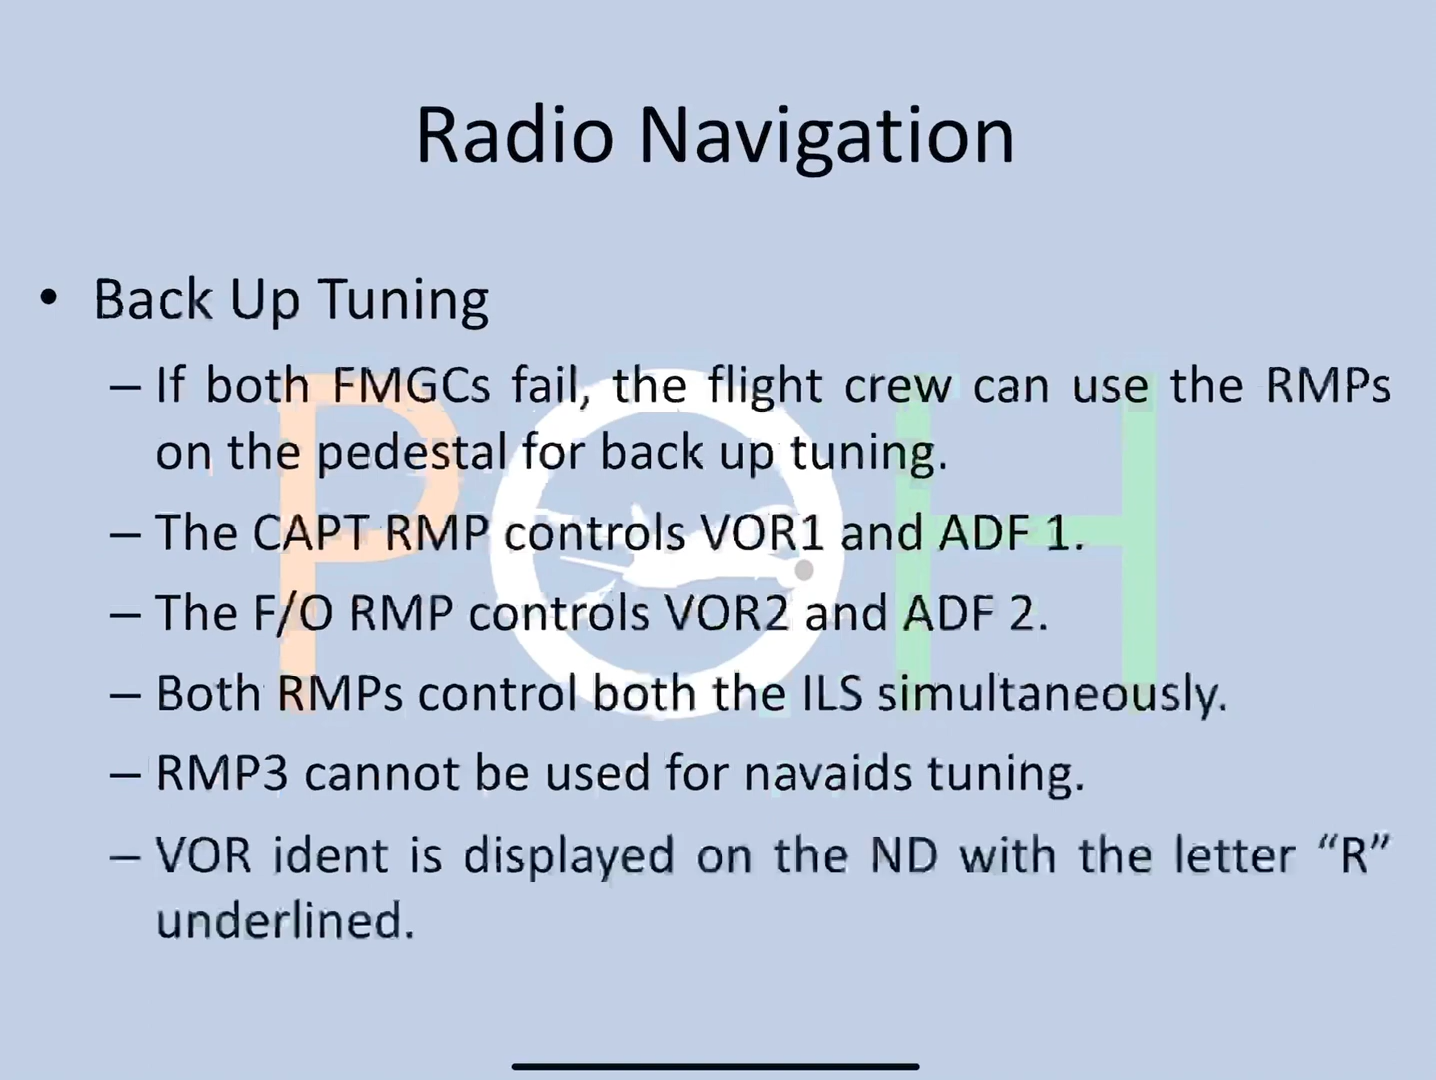 Radio Navigation
• Back Up Tuning
– If both FMGCs fail, the flight crew can use the RMPs
on the pedestal for back up tuning.
– The CAPT RMP controls VOR1 and ADF 1.
– The F/O RMP controls VOR2 and ADF 2.
– Both RMPs control both the ILS simultaneously.
– RMP3 cannot be used for navaids tuning.
– VOR ident is displayed on the ND with the letter “R”
underlined.
POH